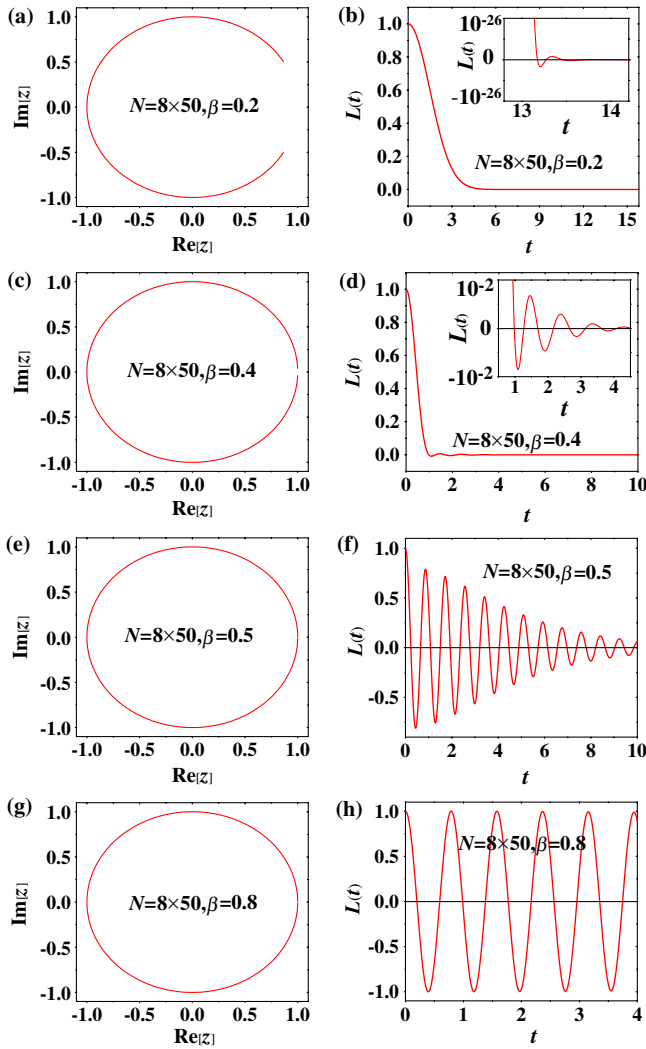 (a)
1.0
0.5
0.0
-0.5
-1.0
Im[z]
N=8×50,β=0.2
-1.0 -0.5 0.0 0.5 1.0
Re[z]
(b)
1.0
0.8
0.6
0.4
0.2
0.0
L(t)
10-26
0
-10-26
L(t)
13 14
t
N=8×50,β=0.2
0 3 6 9 12 15
t
(c)
1.0
0.5
0.0
-0.5
-1.0
Im[z]
N=8×50,β=0.4
-1.0 -0.5 0.0 0.5 1.0
Re[z]
(d)
1.0
0.8
0.6
0.4
0.2
0.0
L(t)
10-2
0
-10-2
L(t)
1 2 3 4
t
N=8×50,β=0.4
0 2 4 6 8 10
t
(e)
1.0
0.5
0.0
-0.5
-1.0
Im[z]
N=8×50,β=0.5
-1.0 -0.5 0.0 0.5 1.0
Re[z]
(f)
1.0
0.5
0.0
-0.5
L(t)
N=8×50,β=0.5
0 2 4 6 8 10
t
(g)
1.0
0.5
0.0
-0.5
-1.0
Im[z]
N=8×50,β=0.8
-1.0 -0.5 0.0 0.5 1.0
Re[z]
(h)
1.0
0.5
0.0
-0.5
-1.0
L(t)
N=8×50,β=0.8
0 1 2 3 4
t